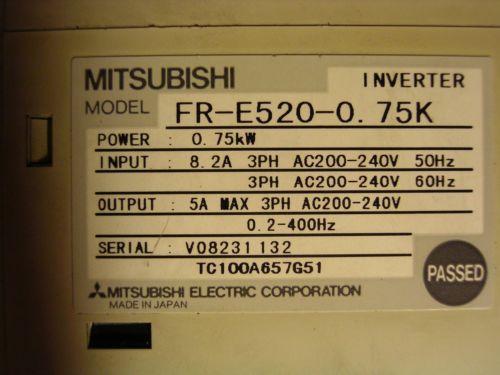 MITSUBISHI INVERTER
MODEL FR-E520-0.75K
POWER : 0.75kW
INPUT : 8.2A 3PH AC200-240V 50Hz
3PH AC200-240V 60Hz
OUTPUT : 5A MAX 3PH AC200-240V
0.2-400Hz
SERIAL : V08231132
TC100A657G51
PASSED
MITSUBISHI ELECTRIC CORPORATION
MADE IN JAPAN